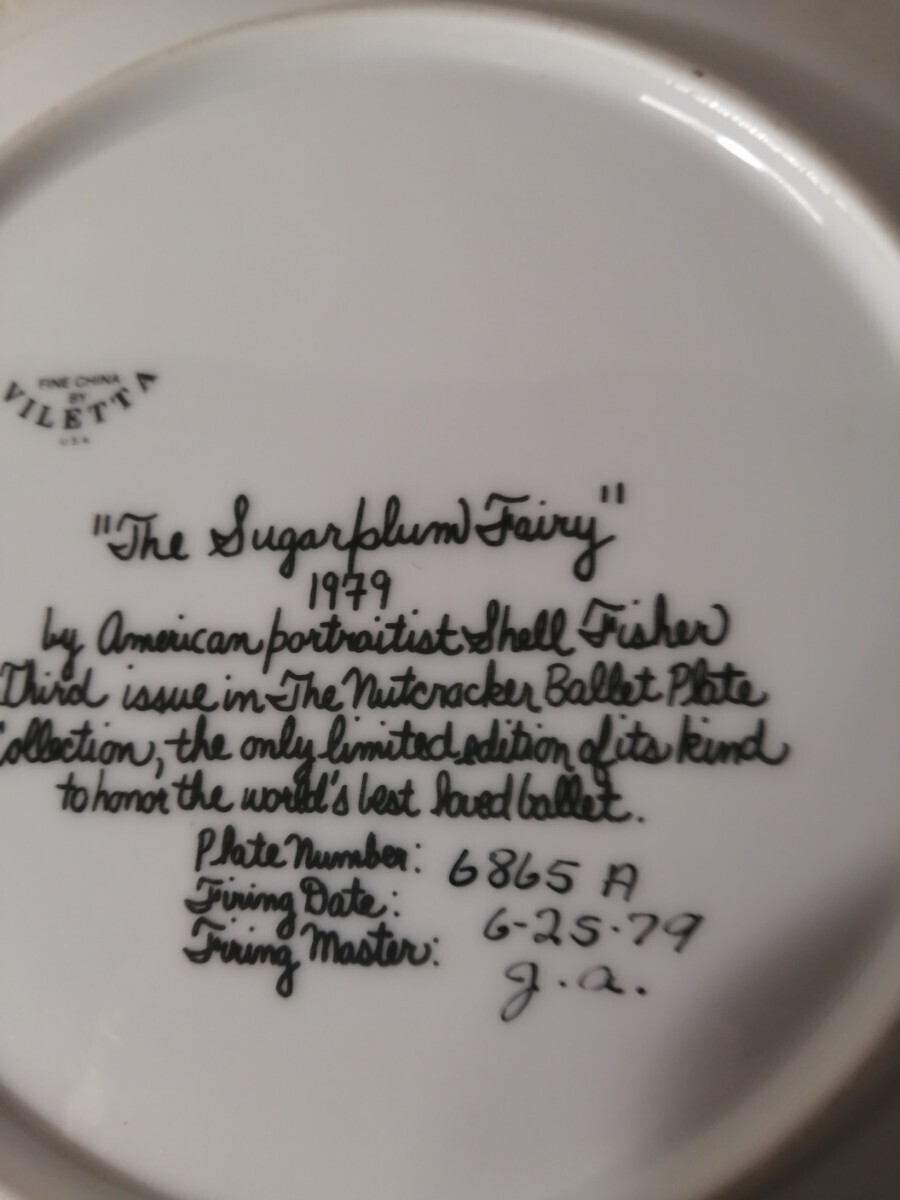 FINE CHINA
BY
VILETTA
USA
"The Sugarplum Fairy"
1979
by American portraitist Shell Fisher
Third issue in The Nutcracker Ballet Plate
Collection, the only limited edition of its kind
to honor the world's best loved ballet.
Plate Number: 6865 A
Firing Date: 6-25-79
Firing Master: J.a.